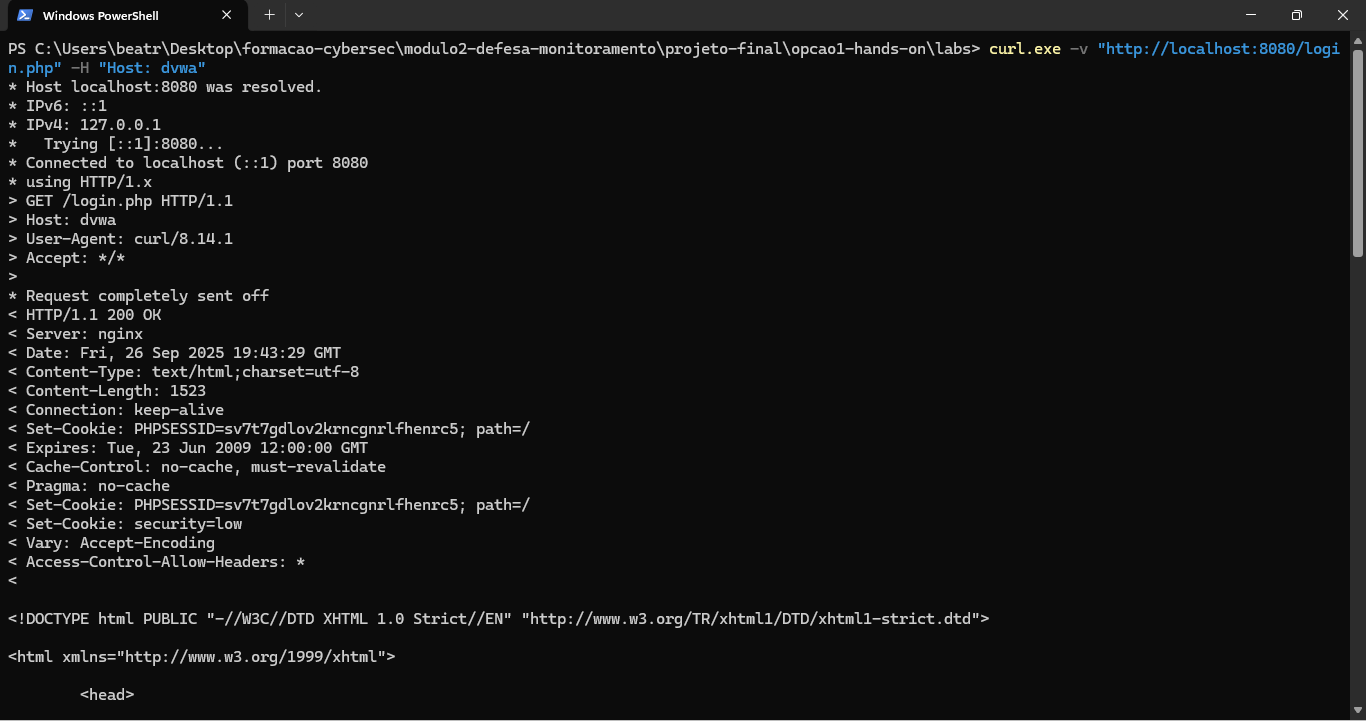 Windows PowerShell
PS C:\Users\beatr\Desktop\formacao-cybersec\modulo2-defesa-monitoramento\projeto-final\opcao1-hands-on\labs> curl.exe -v "http://localhost:8080/logi
n.php" -H "Host: dvwa"
* Host localhost:8080 was resolved.
* IPv6: ::1
* IPv4: 127.0.0.1
*   Trying [::1]:8080...
* Connected to localhost (::1) port 8080
* using HTTP/1.x
> GET /login.php HTTP/1.1
> Host: dvwa
> User-Agent: curl/8.14.1
> Accept: */*
>
* Request completely sent off
< HTTP/1.1 200 OK
< Server: nginx
< Date: Fri, 26 Sep 2025 19:43:29 GMT
< Content-Type: text/html;charset=utf-8
< Content-Length: 1523
< Connection: keep-alive
< Set-Cookie: PHPSESSID=sv7t7gdlov2krncgnrlfhenrc5; path=/
< Expires: Tue, 23 Jun 2009 12:00:00 GMT
< Cache-Control: no-cache, must-revalidate
< Pragma: no-cache
< Set-Cookie: PHPSESSID=sv7t7gdlov2krncgnrlfhenrc5; path=/
< Set-Cookie: security=low
< Vary: Accept-Encoding
< Access-Control-Allow-Headers: *
<
<!DOCTYPE html PUBLIC "-//W3C//DTD XHTML 1.0 Strict//EN" "http://www.w3.org/TR/xhtml1/DTD/xhtml1-strict.dtd">
<html xmlns="http://www.w3.org/1999/xhtml">
        <head>